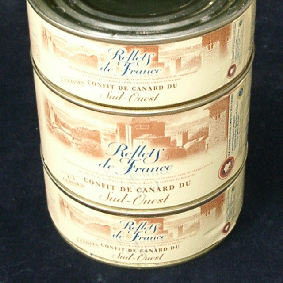 Reflets
de France
CONFIT DE CANARD DU
Sud-Ouest
Reflets
de France
CONFIT DE CANARD DU
Sud-Ouest
Reflets
de France
CONFIT DE CANARD DU
Sud-Ouest